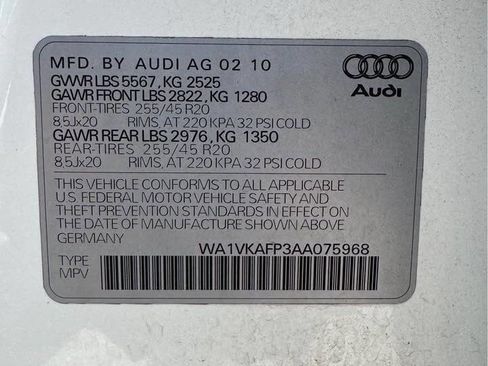 MFD. BY AUDI AG 02 10
GVWR LBS 5567, KG 2525
GAWR FRONT LBS 2822, KG 1280
FRONT-TIRES 255/45 R20
8,5Jx20 RIMS, AT 220 KPA 32 PSI COLD
GAWR REAR LBS 2976, KG 1350
REAR-TIRES 255/45 R20
8,5Jx20 RIMS, AT 220 KPA 32 PSI COLD
Audi
THIS VEHICLE CONFORMS TO ALL APPLICABLE
U.S. FEDERAL MOTOR VEHICLE SAFETY AND
THEFT PREVENTION STANDARDS IN EFFECT ON
THE DATE OF MANUFACTURE SHOWN ABOVE
GERMANY WA1VKAFP3AA075968
TYPE
MPV